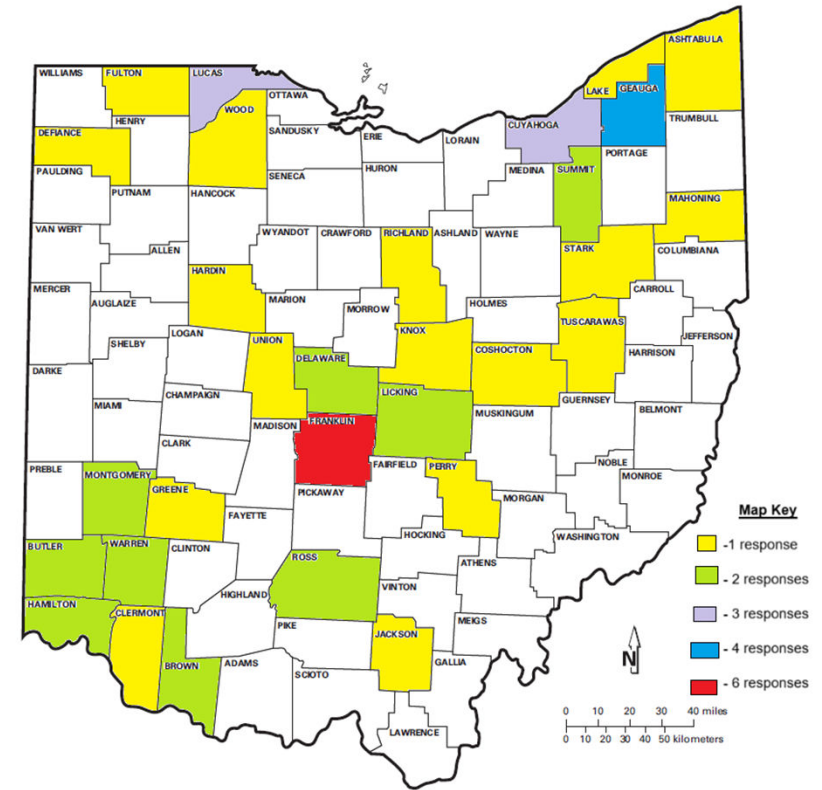 ASHTABULA
WILLIAMS
FULTON
LUCAS
LAKE
GEAUGA
OTTAWA
WOOD
HENRY
CUYAHOGA
TRUMBULL
DEFIANCE
SANDUSKY
ERIE
LORAIN
PORTAGE
PAULDING
SENECA
HURON
MEDINA
SUMMIT
PUTNAM
HANCOCK
MAHONING
VAN WERT
WYANDOT
CRAWFORD
RICHLAND
ASHLAND
WAYNE
ALLEN
STARK
COLUMBIANA
HARDIN
MERCER
CARROLL
AUGLAIZE
MARION
MORROW
HOLMES
LOGAN
UNION
KNOX
TUSCARAWAS
JEFFERSON
SHELBY
DELAWARE
COSHOCTON
HARRISON
DARKE
CHAMPAIGN
LICKING
GUERNSEY
MIAMI
MUSKINGUM
BELMONT
MADISON
FRANKLIN
CLARK
NOBLE
PREBLE
MONTGOMERY
FAIRFIELD
PERRY
MONROE
GREENE
PICKAWAY
MORGAN
Map Key
FAYETTE
HOCKING
WASHINGTON
-1 response
BUTLER
WARREN
CLINTON
ROSS
ATHENS
- 2 responses
VINTON
HIGHLAND
HAMILTON
CLERMONT
- 3 responses
PIKE
JACKSON
MEIGS
- 4 responses
BROWN
ADAMS
SCIOTO
GALLIA
N
- 6 responses
0 10 20 30 40 miles
LAWRENCE
0 10 20 30 40 50 kilometers